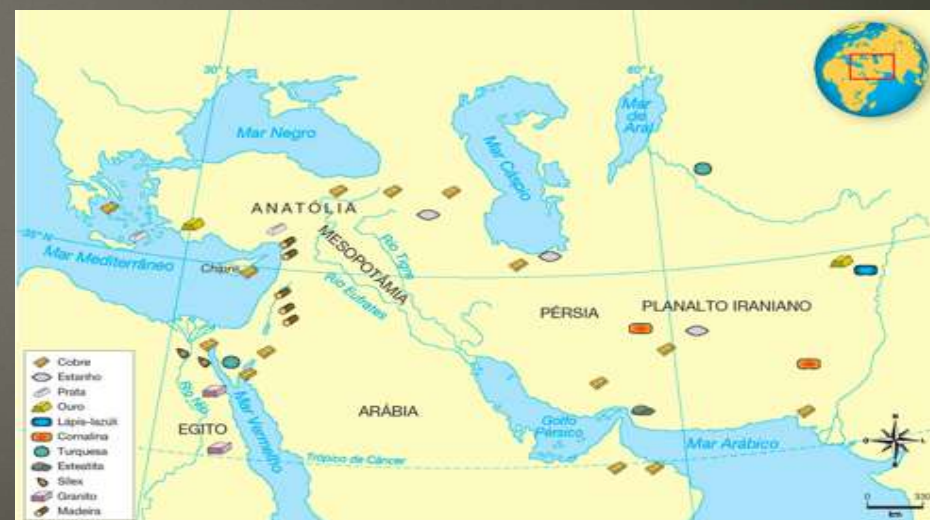 30° L
60° L
Mar Negro
Mar Cáspio
Mar
de
Aral
ANATÓLIA
MESOPOTÂMIA
Rio Tigre
Rio Eufrates
35° N
Mar Mediterrâneo
Chipre
PÉRSIA
PLANALTO IRANIANO
Cobre
Estanho
Prata
Ouro
Lápis-lazúli
Cornalina
Turquesa
Esteatita
Sílex
Granito
Madeira
Rio Nilo
EGITO
Mar Vermelho
ARÁBIA
Golfo
Pérsico
Mar Arábico
Trópico de Câncer
N
O
L
S
0
330
km